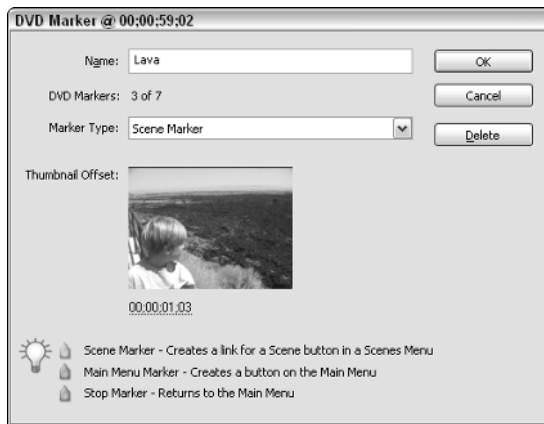 DVD Marker @ 00;00;59;02
Name: Lava
OK
DVD Markers: 3 of 7
Cancel
Marker Type: Scene Marker
Delete
Thumbnail Offset:
00;00;01;03
Scene Marker - Creates a link for a Scene button in a Scenes Menu
Main Menu Marker - Creates a button on the Main Menu
Stop Marker - Returns to the Main Menu